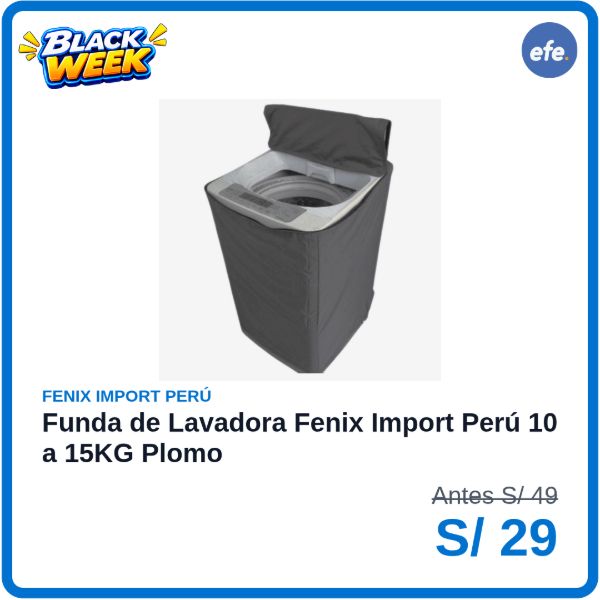 BLACK
WEEK
efe.
FENIX IMPORT PERÚ
Funda de Lavadora Fenix Import Perú 10
a 15KG Plomo
Antes S/ 49
S/ 29